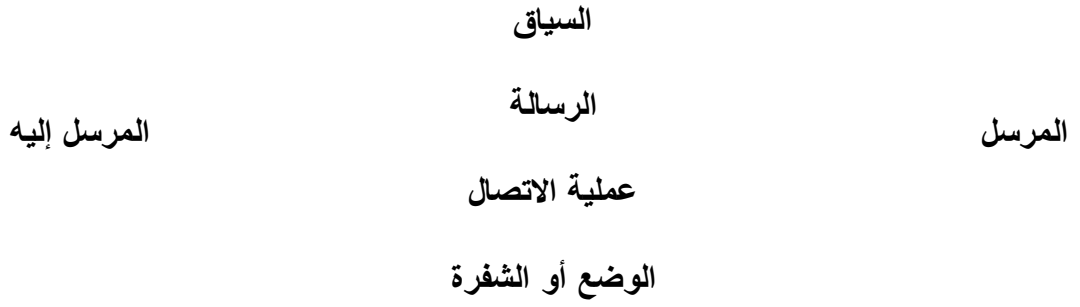 السياق
الرسالة
المرسل
المرسل إليه
عملية الاتصال
الوضع أو الشفرة